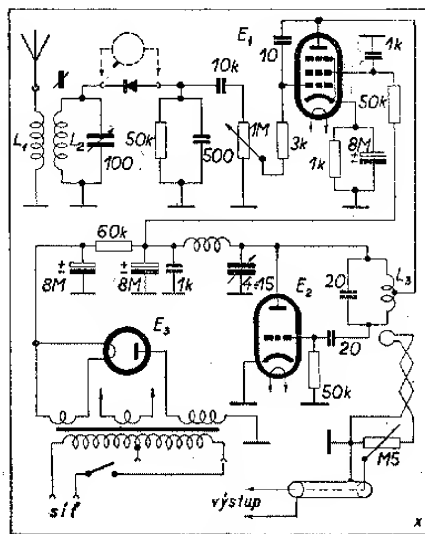 E₁
10
1k
10k
50k
L₁
L₂
100
50k
500
1M
3k
1k
8M
60k
8M
8M
1k
4-15
E₂
20
L₃
20
50k
E₃
M5
síť
výstup
x